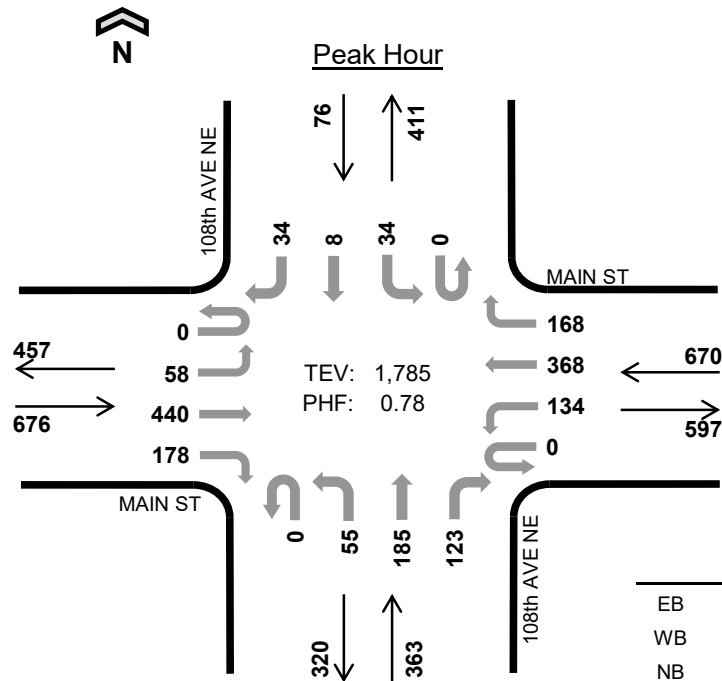 N
Peak Hour
76
411
108th AVE NE
34
8
34
0
MAIN ST
0
168
457
58
TEV: 1,785
368
670
676
440
PHF: 0.78
134
597
178
0
MAIN ST
0
55
185
123
108th AVE NE
320
363
EB
WB
NB